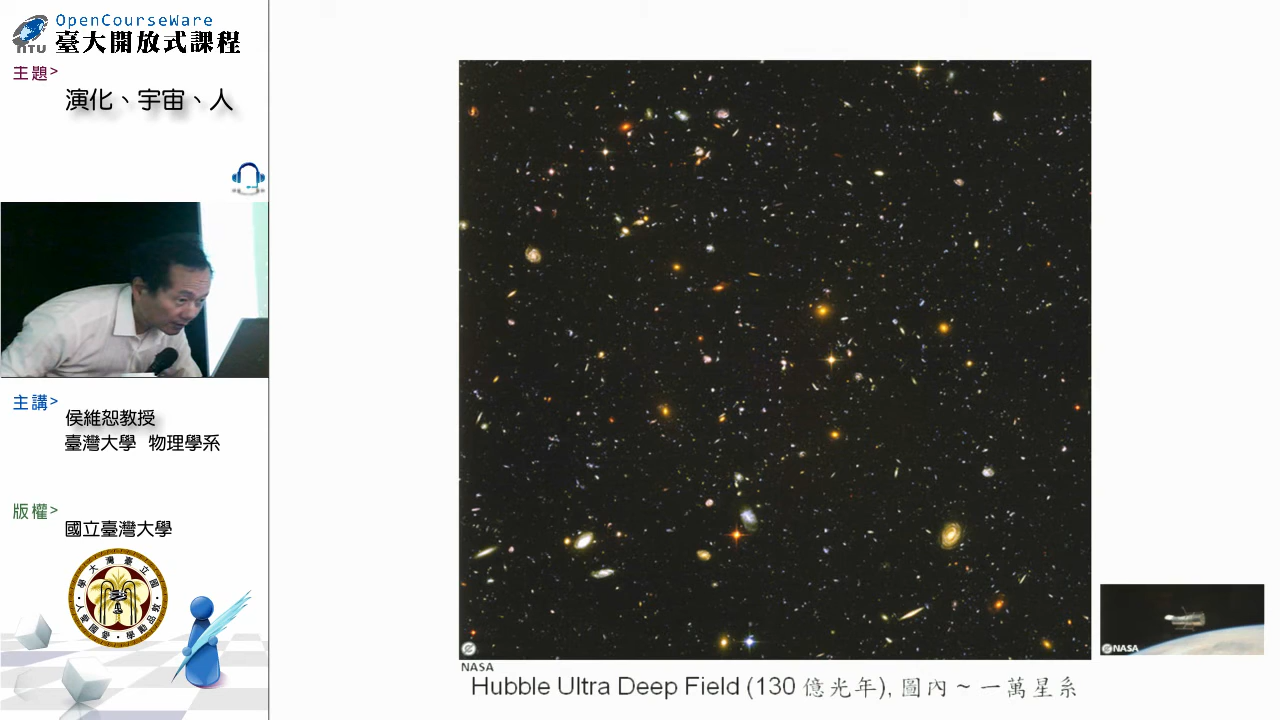 OpenCourseWare
NTU
臺大開放式課程
主題>
演化、宇宙、人
主講>
侯維恕教授
臺灣大學 物理學系
版權>
國立臺灣大學
NASA
NASA
Hubble Ultra Deep Field (130 億光年), 圖內 ~ 一萬星系